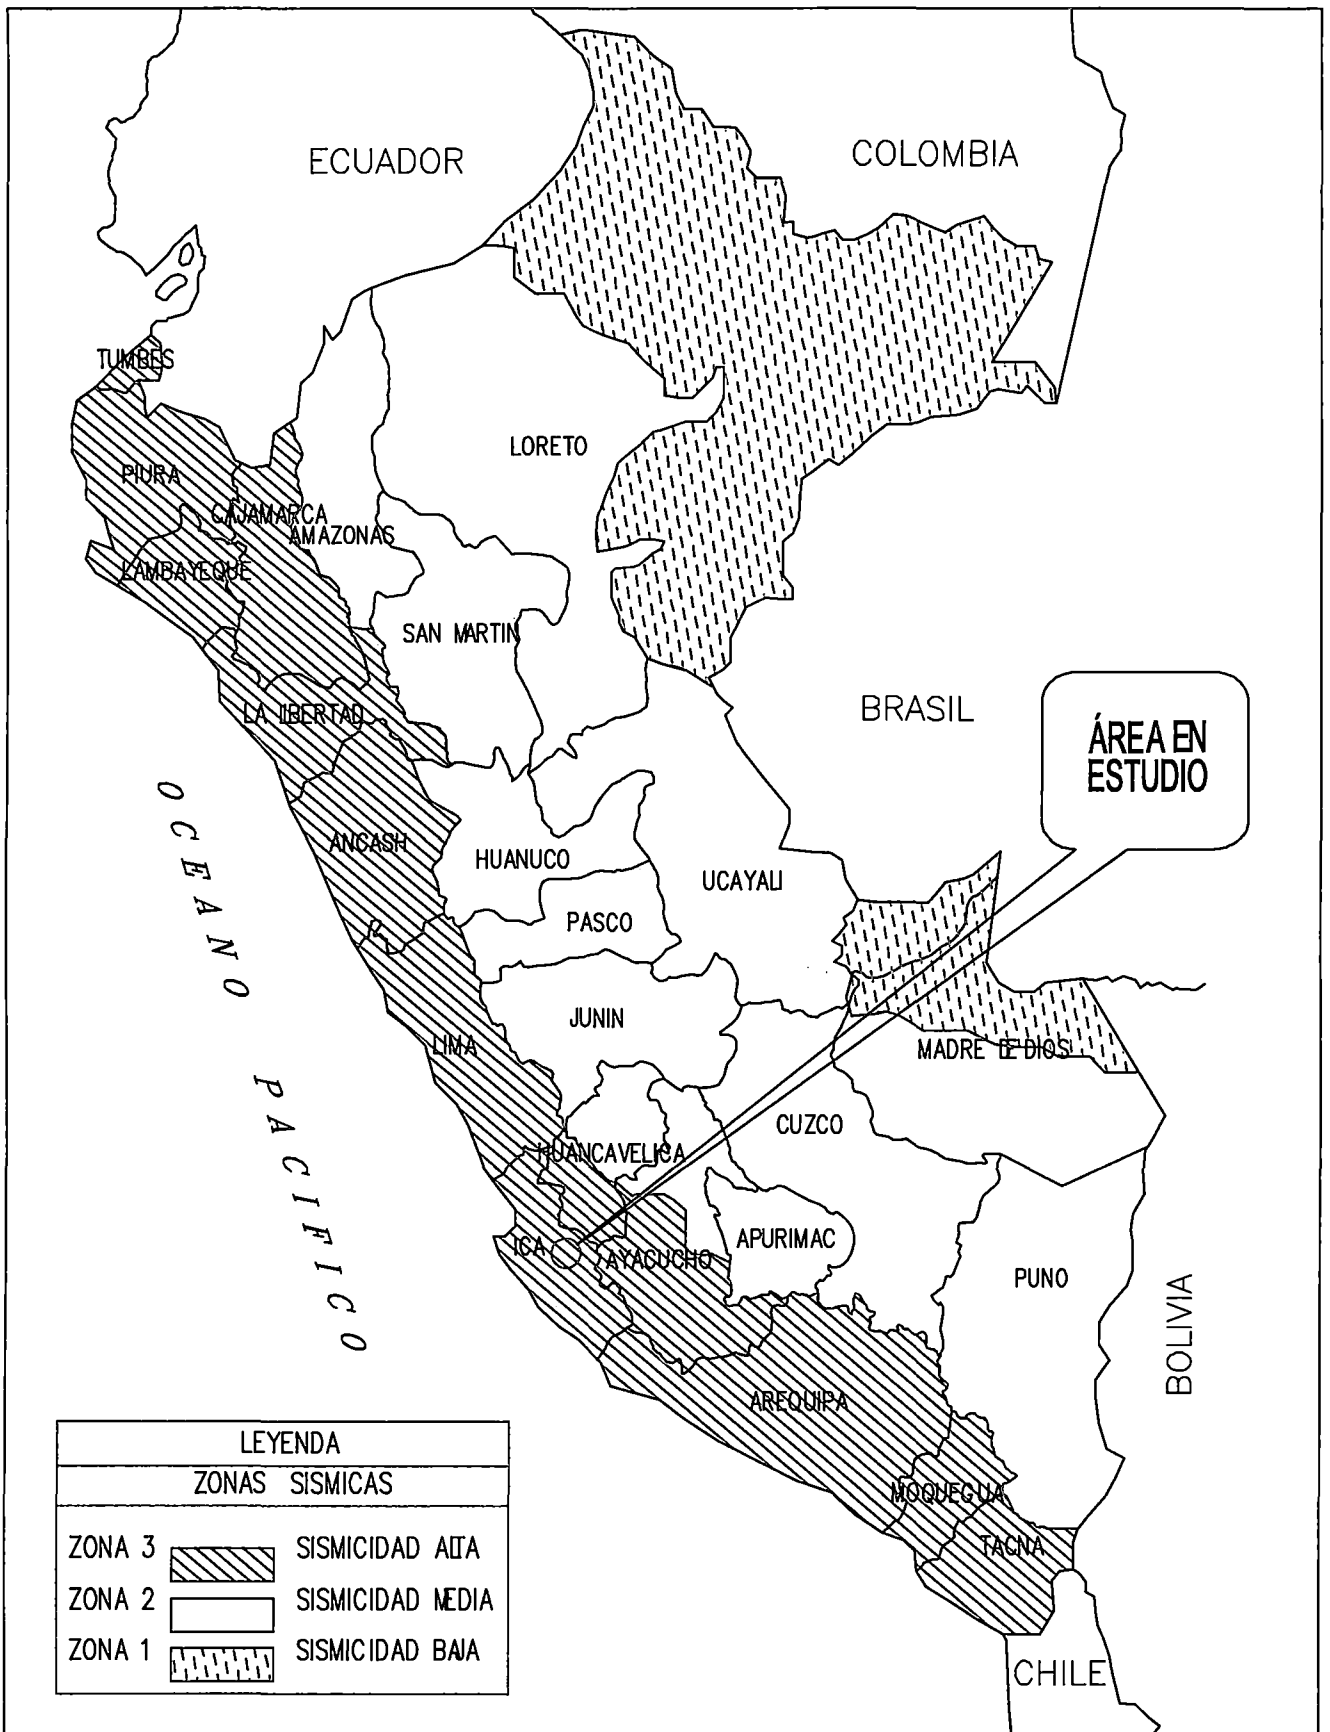 ECUADOR
COLOMBIA
TUMBES
LORETO
PIURA
CAJAMARCA
AMAZONAS
LAMBAYEQUE
SAN MARTIN
BRASIL
LA LIBERTAD
ÁREA EN
ESTUDIO
OCEANO PACIFICO
ANCASH
HUANUCO
UCAYALI
PASCO
JUNIN
LIMA
MADRE DE DIOS
CUZCO
HUANCAVELICA
ICA
AYACUCHO
APURIMAC
PUNO
BOLIVIA
AREQUIPA
MOQUEGUA
TACNA
CHILE
LEYENDA
ZONAS SISMICAS
ZONA 3 SISMICIDAD ALTA
ZONA 2 SISMICIDAD MEDIA
ZONA 1 SISMICIDAD BAJA